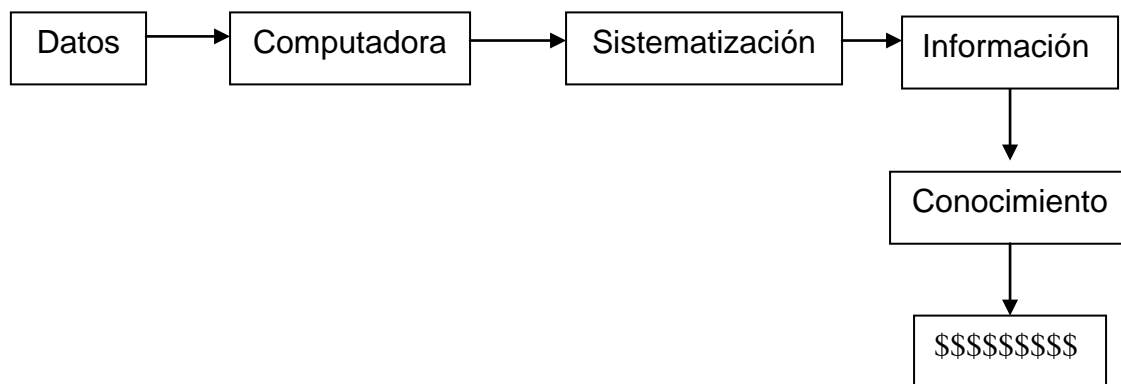 Datos
Computadora
Sistematización
Información
Conocimiento
$$$$$$$$$